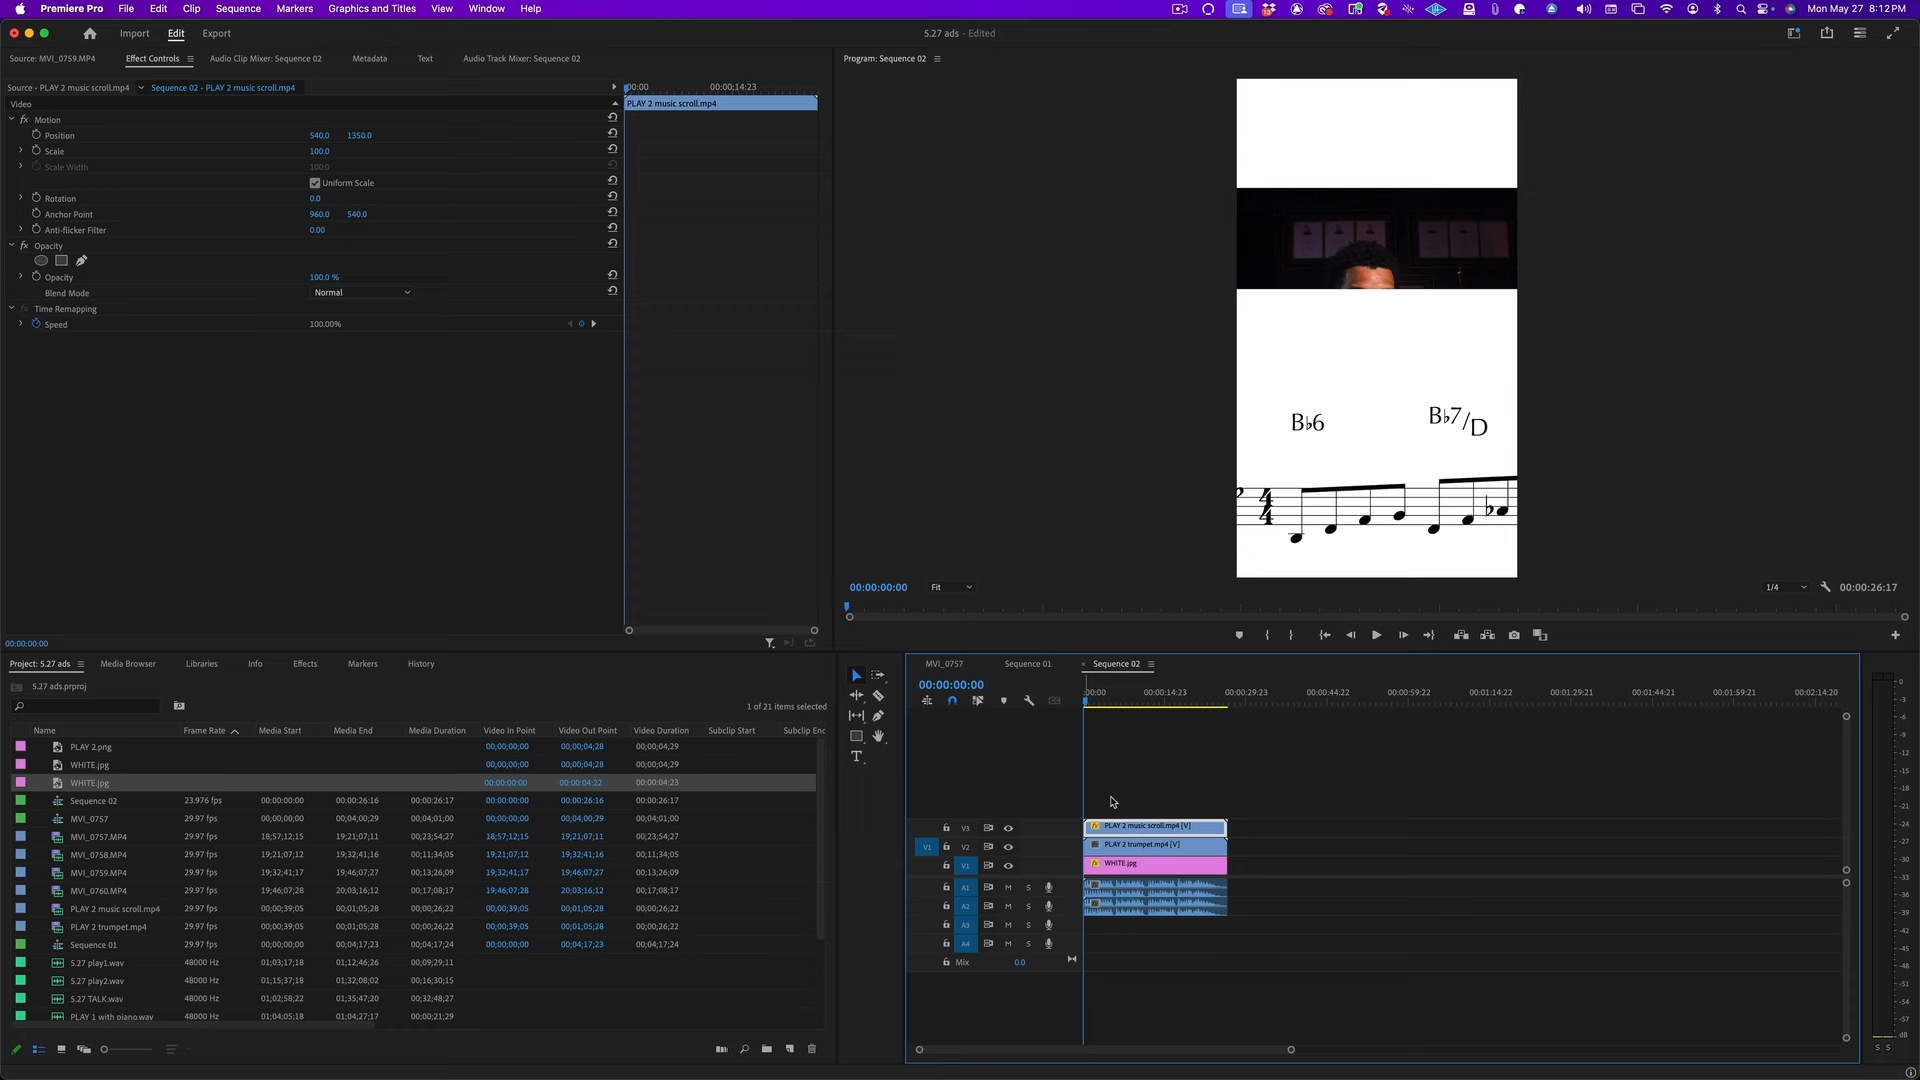 Premiere Pro File Edit Clip Sequence Markers Graphics and Titles View Window Help Mon May 27 8:12 PM
Import Edit Export 5.27 ads - Edited
Source: MVI_0759.MP4 Effect Controls Audio Clip Mixer: Sequence 02 Metadata Text Audio Track Mixer: Sequence 02 Program: Sequence 02
Source - PLAY 2 music scroll.mp4 Sequence 02 - PLAY 2 music scroll.mp4 :00:00 00:00:14:23
Video PLAY 2 music scroll.mp4
fx Motion
Position 540.0 1350.0
Scale 100.0
Scale Width 100.0
Uniform Scale
Rotation 0.0
Anchor Point 960.0 540.0
Anti-flicker Filter 0.00
fx Opacity
Opacity 100.0 %
Blend Mode Normal
Time Remapping
Speed 100.00%
B♭6 B♭7/D
4
4
00:00:00:00 Fit 1/4 00:00:26:17
00:00:00:00
Project: 5.27 ads Media Browser Libraries Info Effects Markers History
5.27 ads.prproj
1 of 21 items selected
Name Frame Rate Media Start Media End Media Duration Video In Point Video Out Point Video Duration Subclip Start Subclip Enc
PLAY 2.png 00;00;00;00 00;00;04;28 00;00;04;29
WHITE.jpg 00;00;00;00 00;00;04;28 00;00;04;29
WHITE.jpg 00:00:00:00 00:00:04:22 00:00:04:23
Sequence 02 23.976 fps 00:00:00:00 00:00:26:16 00:00:26:17 00:00:00:00 00:00:26:16 00:00:26:17
MVI_0757 29.97 fps 00;00;00;00 00;04;00;29 00;04;01;00 00;00;00;00 00;04;00;29 00;04;01;00
MVI_0757.MP4 29.97 fps 18;57;12;15 19;21;07;11 00;23;54;27 18;57;12;15 19;21;07;11 00;23;54;27
MVI_0758.MP4 29.97 fps 19;21;07;12 19;32;41;16 00;11;34;05 19;21;07;12 19;32;41;16 00;11;34;05
MVI_0759.MP4 29.97 fps 19;32;41;17 19;46;07;27 00;13;26;09 19;32;41;17 19;46;07;27 00;13;26;09
MVI_0760.MP4 29.97 fps 19;46;07;28 20;03;16;12 00;17;08;17 19;46;07;28 20;03;16;12 00;17;08;17
PLAY 2 music scroll.mp4 29.97 fps 00;00;39;05 00;01;05;28 00;00;26;22 00;00;39;05 00;01;05;28 00;00;26;22
PLAY 2 trumpet.mp4 29.97 fps 00;00;39;05 00;01;05;28 00;00;26;22 00;00;39;05 00;01;05;28 00;00;26;22
Sequence 01 29.97 fps 00;00;00;00 00;04;17;23 00;04;17;24 00;00;00;00 00;04;17;23 00;04;17;24
5.27 play1.wav 48000 Hz 01;03;17;18 01;12;46;26 00;09;29;11
5.27 play2.wav 48000 Hz 01;15;37;18 01;32;08;02 00;16;30;15
5.27 TALK.wav 48000 Hz 01;02;58;22 01;35;47;20 00;32;48;27
PLAY 1 with piano.wav 48000 Hz 01;04;05;18 01;04;27;17 00;00;21;29
MVI_0757 Sequence 01 × Sequence 02
00:00:00:00
:00:00 00:00:14:23 00:00:29:23 00:00:44:22 00:00:59:22 00:01:14:22 00:01:29:21 00:01:44:21 00:01:59:21 00:02:14:20
V3 PLAY 2 music scroll.mp4 [V]
V1 V2 PLAY 2 trumpet.mp4 [V]
V1 WHITE.jpg
A1 M S
A2 M S
A3 M S
A4 M S
Mix 0.0
0
-3
-6
-9
-12
-15
-18
-21
-24
-27
-30
-33
-36
-39
-42
-45
-48
-51
-54
-57
dB
S S